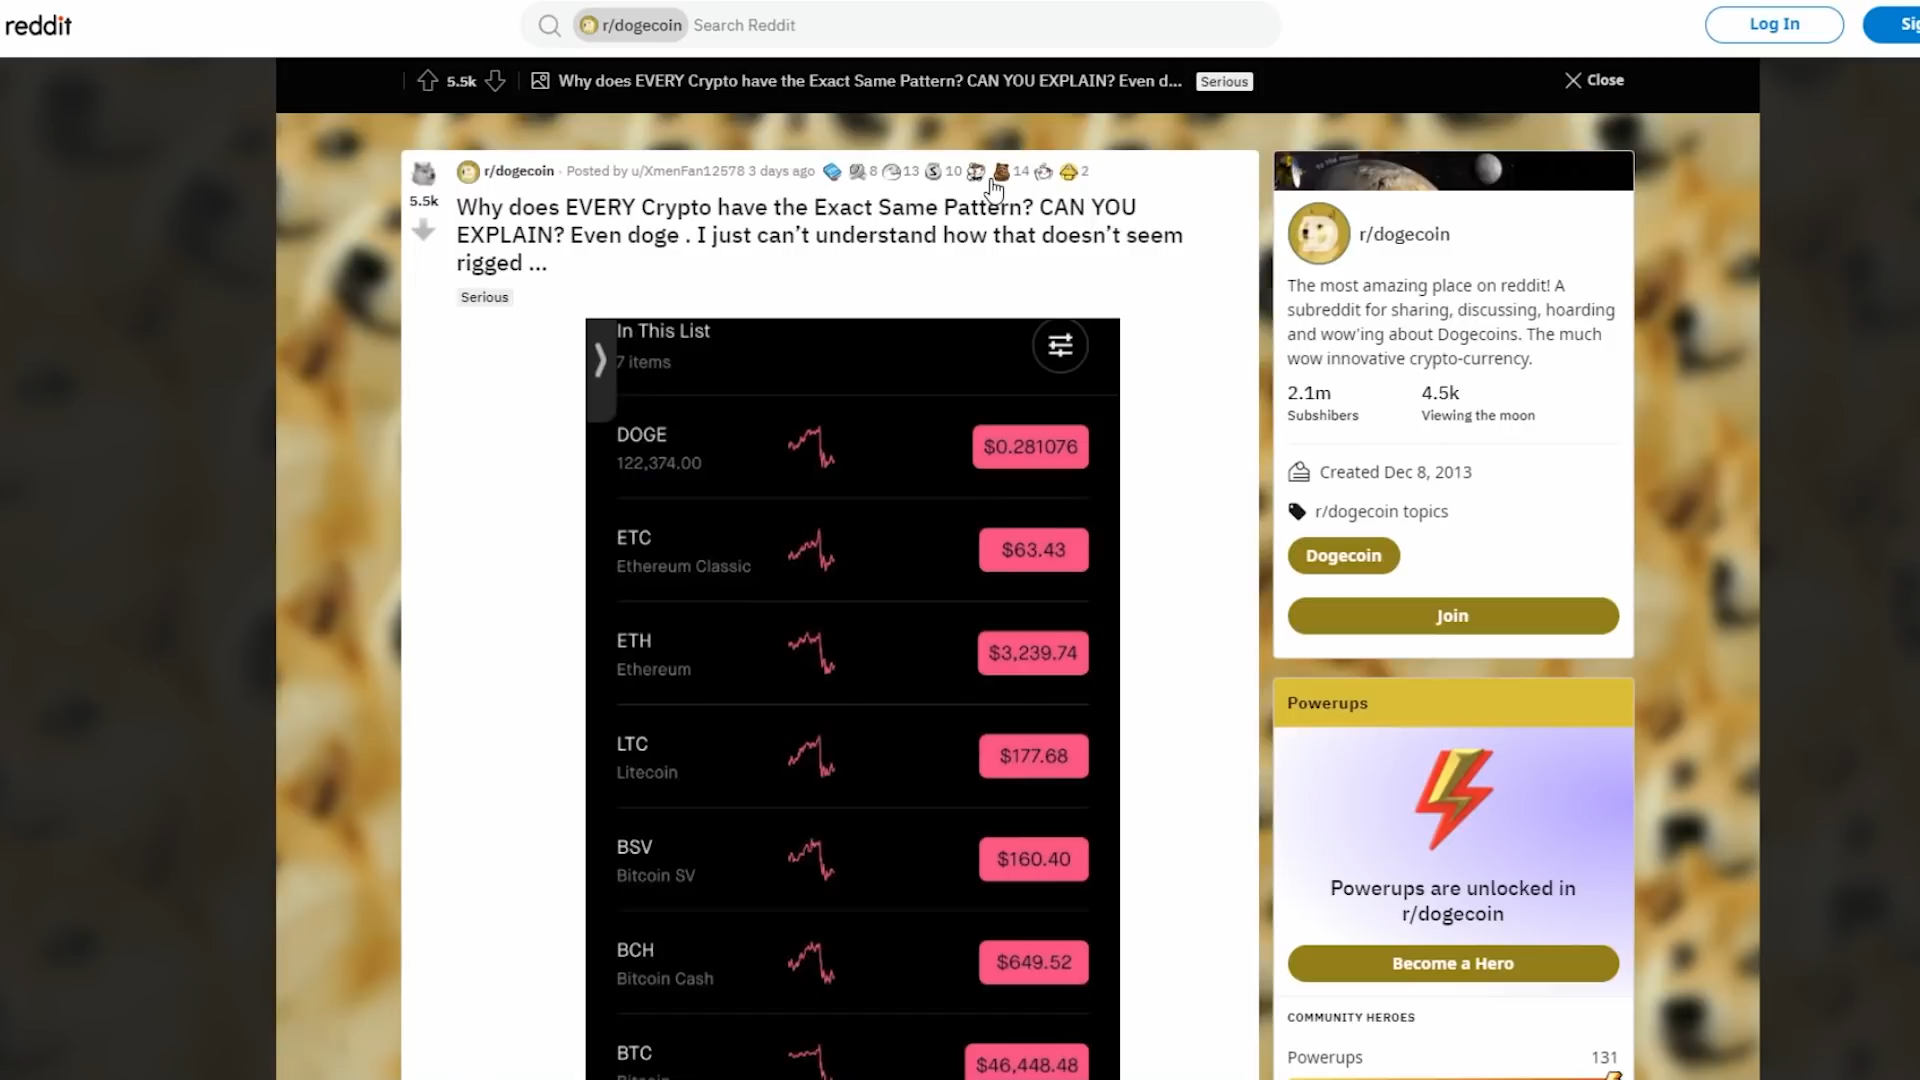 reddit
r/dogecoin Search Reddit
Log In
5.5k
Why does EVERY Crypto have the Exact Same Pattern? CAN YOU EXPLAIN? Even d...
Serious
Close
r/dogecoin · Posted by u/XmenFan12578 3 days ago 8 13 10 14 2
5.5k
Why does EVERY Crypto have the Exact Same Pattern? CAN YOU
EXPLAIN? Even doge . I just can’t understand how that doesn’t seem
rigged ...
Serious
In This List
7 items
DOGE
122,374.00
$0.281076
ETC
Ethereum Classic
$63.43
ETH
Ethereum
$3,239.74
LTC
Litecoin
$177.68
BSV
Bitcoin SV
$160.40
BCH
Bitcoin Cash
$649.52
BTC
$46,448.48
to the moon
r/dogecoin
The most amazing place on reddit! A
subreddit for sharing, discussing, hoarding
and wow’ing about Dogecoins. The much
wow innovative crypto-currency.
2.1m
Subshibers
4.5k
Viewing the moon
Created Dec 8, 2013
r/dogecoin topics
Dogecoin
Join
Powerups
Powerups are unlocked in
r/dogecoin
Become a Hero
COMMUNITY HEROES
Powerups 131